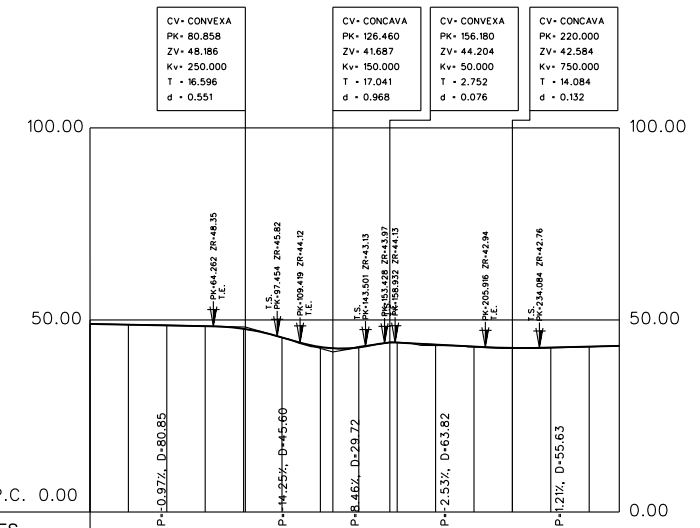 CV= CONVEXA
PK= 80.858
ZV= 48.186
Kv= 250.000
T = 16.596
d = 0.551
CV= CONCAVA
PK= 126.460
ZV= 41.687
Kv= 150.000
T = 17.041
d = 0.968
CV= CONVEXA
PK= 156.180
ZV= 44.204
Kv= 50.000
T = 2.752
d = 0.076
CV= CONCAVA
PK= 220.000
ZV= 42.584
Kv= 750.000
T = 14.084
d = 0.132
100.00
100.00
PK=64.262 ZR=48.35
T.E.
T.S.
PK=97.454 ZR=45.82
PK=109.419 ZR=44.12
T.E.
T.S.
PK=143.501 ZR=43.13
PK=153.428 ZR=43.97
PK=158.932 ZR=44.13
PK=205.916 ZR=42.94
T.E.
T.S.
PK=234.084 ZR=42.76
50.00
50.00
P=-0.97%, D=80.85
P=-14.25%, D=45.60
P=8.46%, D=29.72
P=-2.53%, D=63.82
P=1.21%, D=55.63
P.C. 0.00
0.00